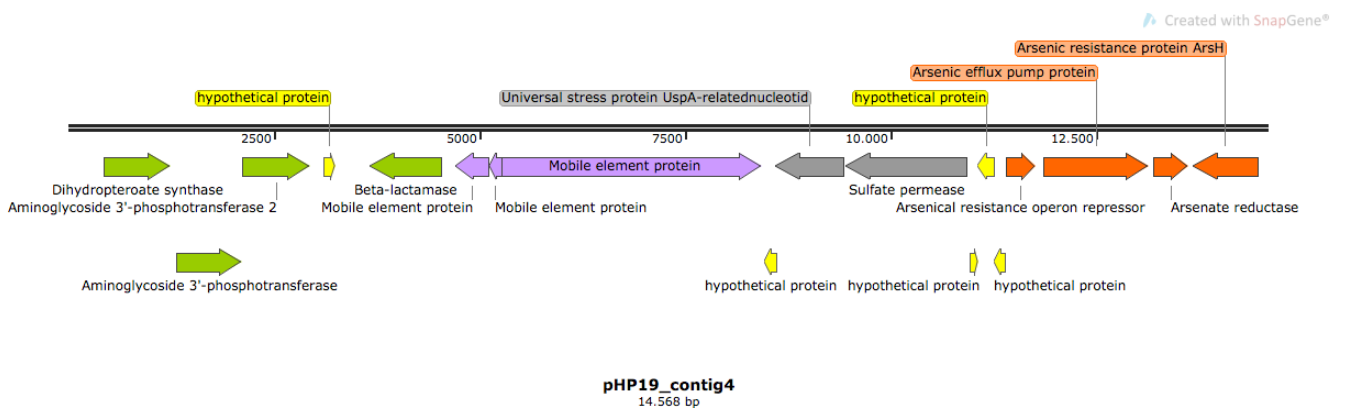 Created with SnapGene®
Arsenic resistance protein ArsH
Arsenic efflux pump protein
hypothetical protein
Universal stress protein UspA-relatednucleotid
hypothetical protein
2500
5000
7500
10.000
12.500
Mobile element protein
Dihydropteroate synthase
Beta-lactamase
Sulfate permease
Aminoglycoside 3'-phosphotransferase 2
Mobile element protein
Mobile element protein
Arsenical resistance operon repressor
Arsenate reductase
Aminoglycoside 3'-phosphotransferase
hypothetical protein
hypothetical protein
hypothetical protein
pHP19_contig4
14.568 bp